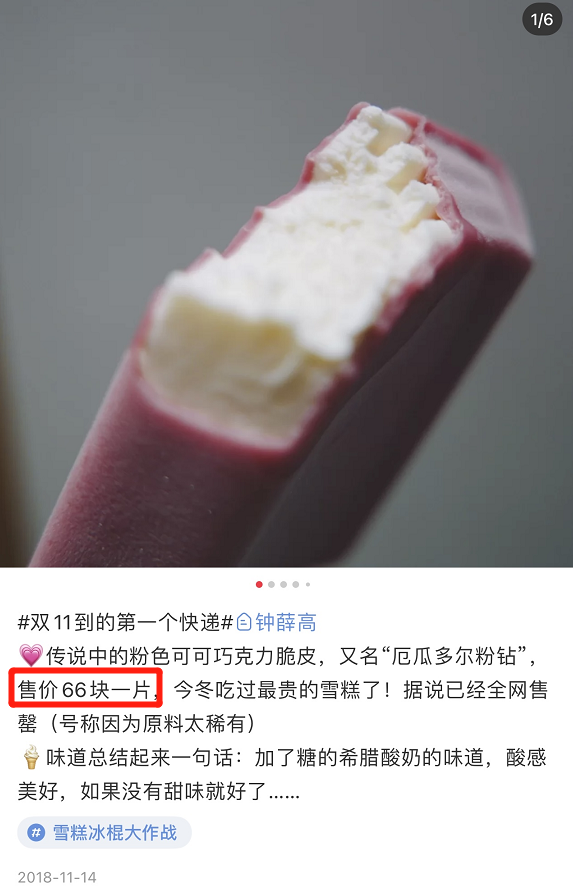 1/6
#双11到的第一个快递#钟薛高
💗传说中的粉色可可巧克力脆皮，又名“厄瓜多尔粉钻”，
售价66块一片，今冬吃过最贵的雪糕了！据说已经全网售
罄（号称因为原料太稀有）
🍦味道总结起来一句话：加了糖的希腊酸奶的味道，酸感
美好，如果没有甜味就好了……
# 雪糕冰棍大作战
2018-11-14